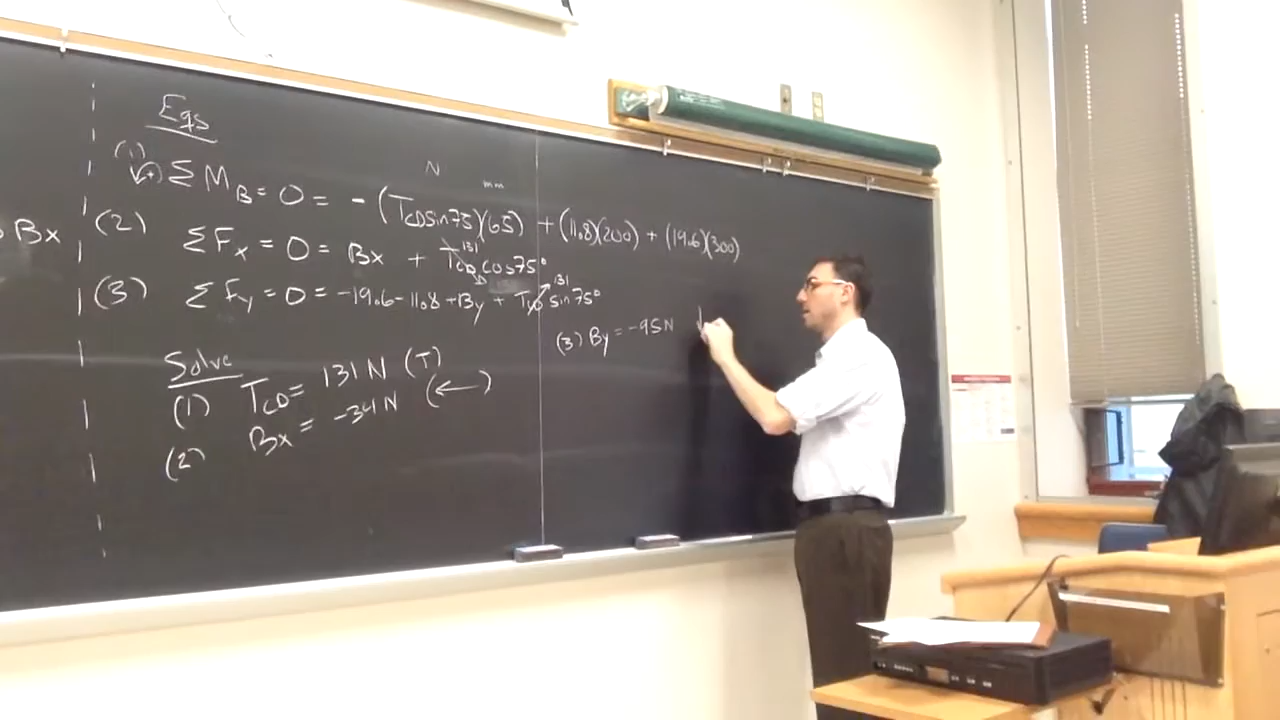 Eqs
N mm
(1) ↶+ ΣM_B = 0 = -(T_CD sin75)(65) + (11.8)(200) + (19.6)(300)
Bx
(2) ΣFx = 0 = Bx + T_CD 131 cos75°
(3) ΣFy = 0 = -19.6 - 11.8 + By + T_CD 131 sin75°
(3) By = -95N ↓
Solve
(1) T_CD = 131 N (T)
(2) Bx = -34 N (←)